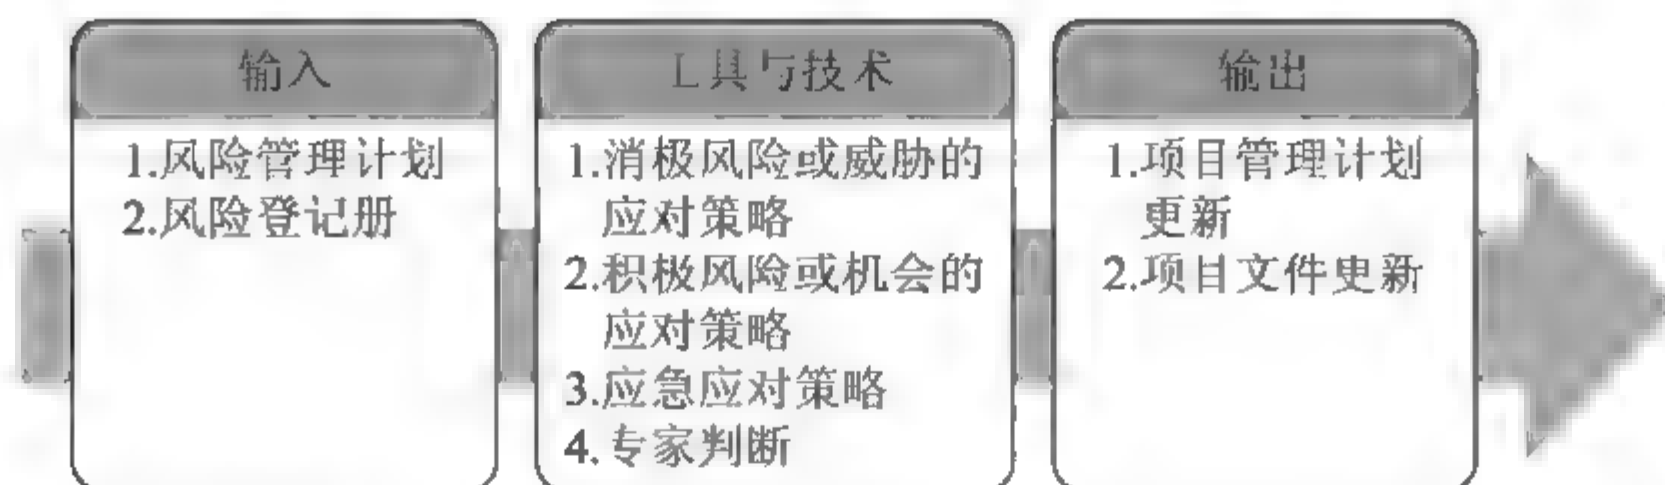 输入
1.风险管理计划
2.风险登记册
工具与技术
1.消极风险或威胁的
应对策略
2.积极风险或机会的
应对策略
3.应急应对策略
4.专家判断
输出
1.项目管理计划
更新
2.项目文件更新